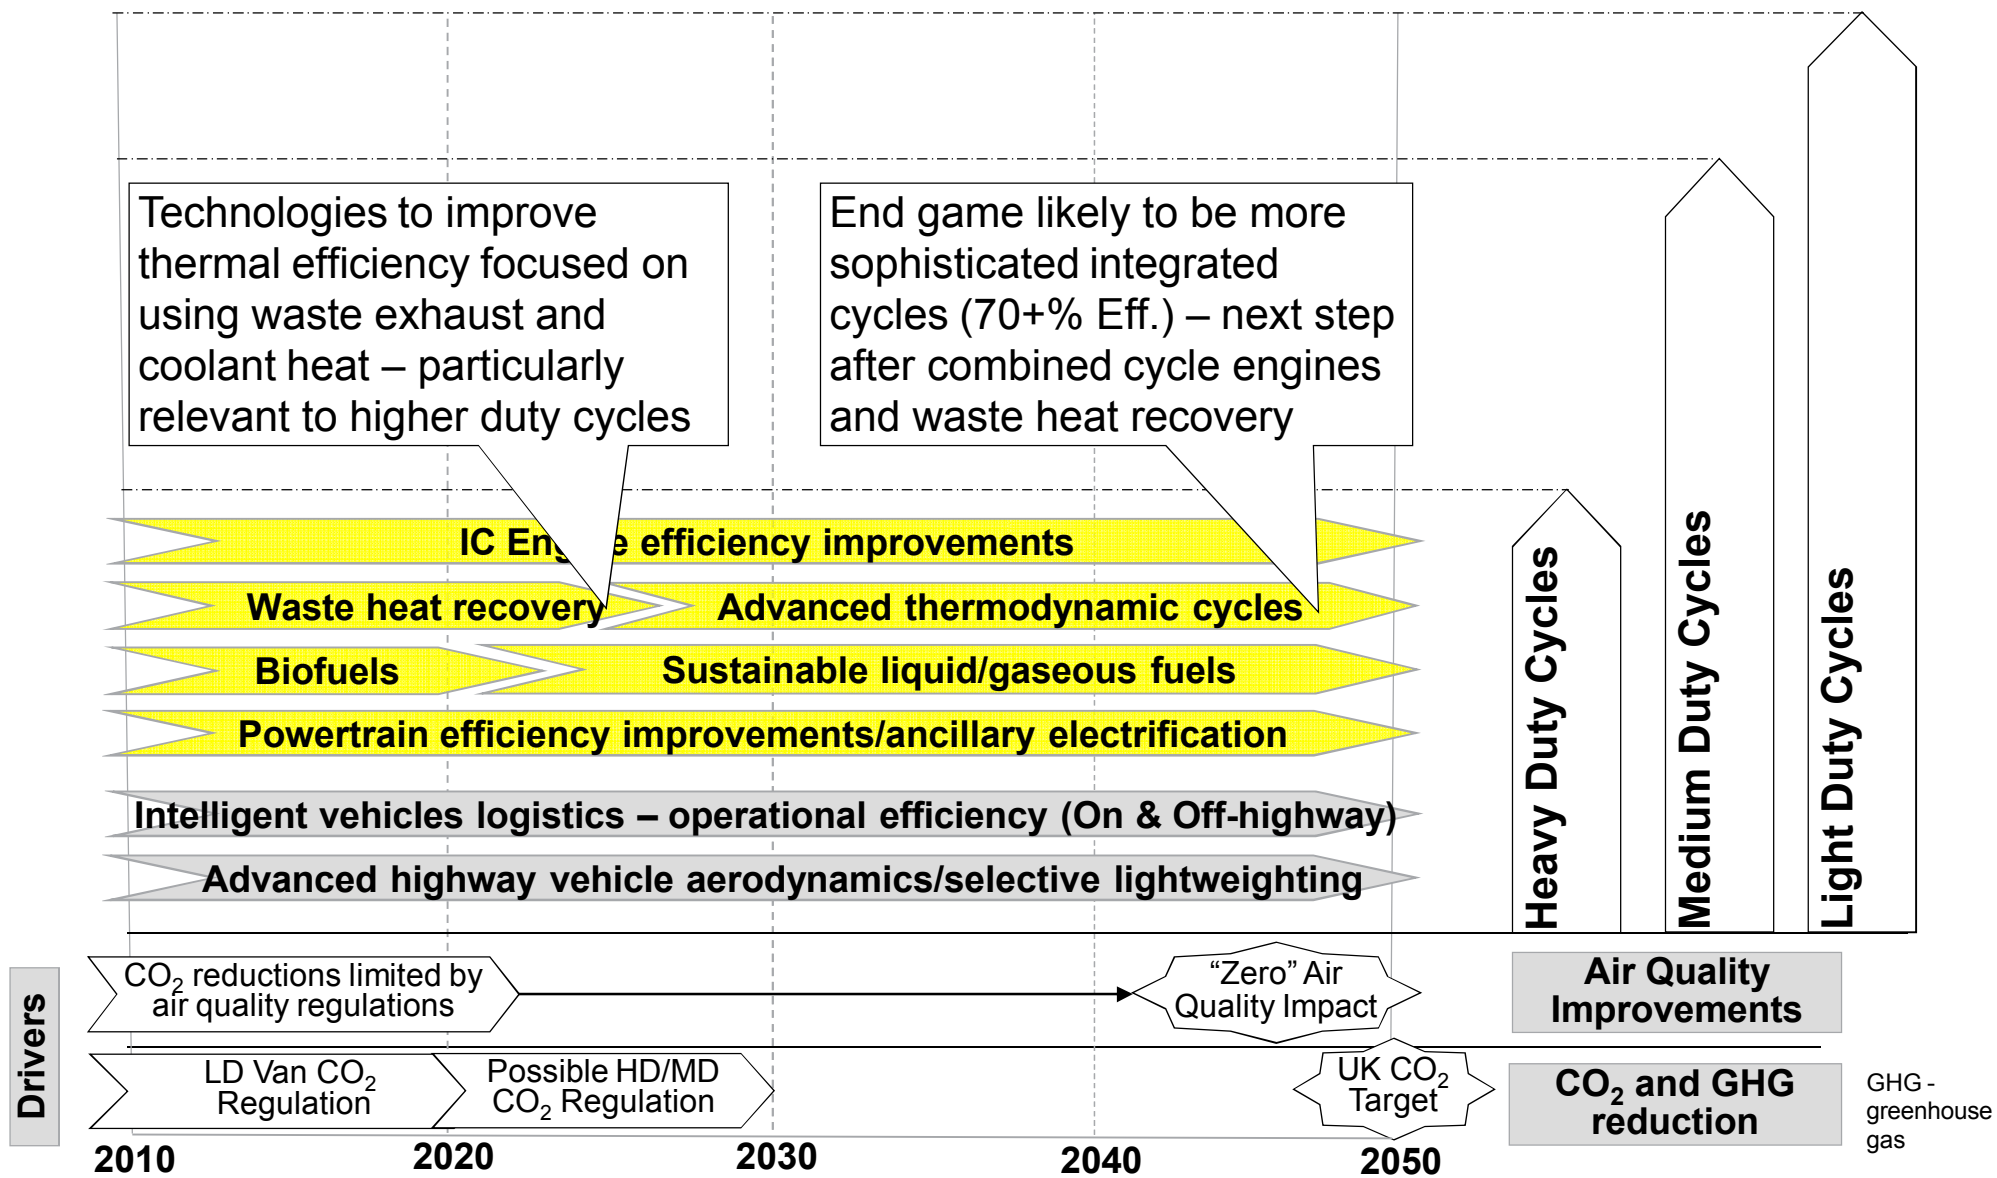 Technologies to improve
thermal efficiency focused on
using waste exhaust and
coolant heat – particularly
relevant to higher duty cycles
End game likely to be more
sophisticated integrated
cycles (70+% Eff.) – next step
after combined cycle engines
and waste heat recovery
IC Eng e efficiency improvements
Waste heat recovery
Advanced thermodynamic cycles
Biofuels
Sustainable liquid/gaseous fuels
Powertrain efficiency improvements/ancillary electrification
Intelligent vehicles logistics – operational efficiency (On & Off-highway)
Advanced highway vehicle aerodynamics/selective lightweighting
Heavy Duty Cycles
Medium Duty Cycles
Light Duty Cycles
Drivers
CO₂ reductions limited by
air quality regulations
“Zero” Air
Quality Impact
Air Quality
Improvements
LD Van CO₂
Regulation
Possible HD/MD
CO₂ Regulation
UK CO₂
Target
CO₂ and GHG
reduction
GHG -
greenhouse
gas
2010
2020
2030
2040
2050